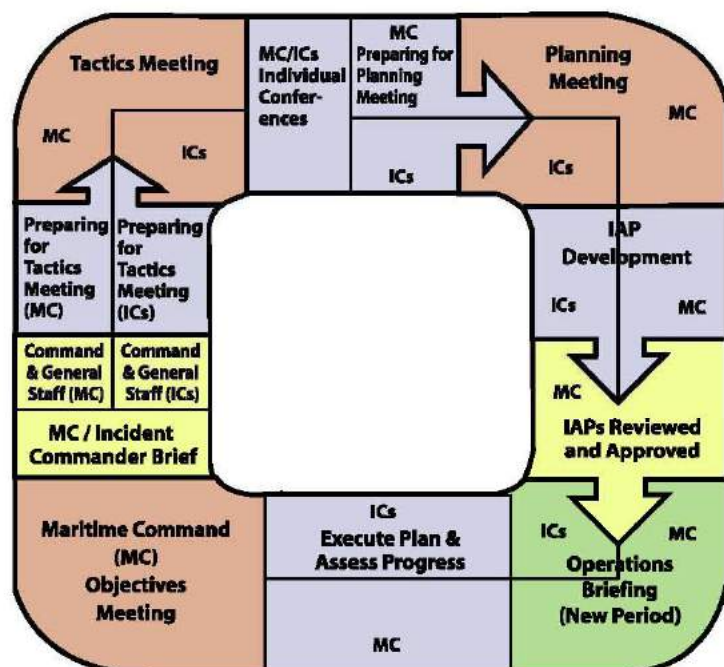 Tactics Meeting
MC
ICs
MC/ICs
Individual
Confer-
ences
MC
Preparing for
Planning
Meeting
ICs
Planning
Meeting
MC
ICs
IAP
Development
ICs
MC
MC
IAPs Reviewed
and Approved
ICs
MC
Operations
Briefing
(New Period)
ICs
Execute Plan &
Assess Progress
MC
Maritime Command
(MC)
Objectives
Meeting
MC / Incident
Commander Brief
Command
& General
Staff (MC)
Command
& General
Staff (ICs)
Preparing
for
Tactics
Meeting
(MC)
Preparing
for
Tactics
Meeting
(ICs)